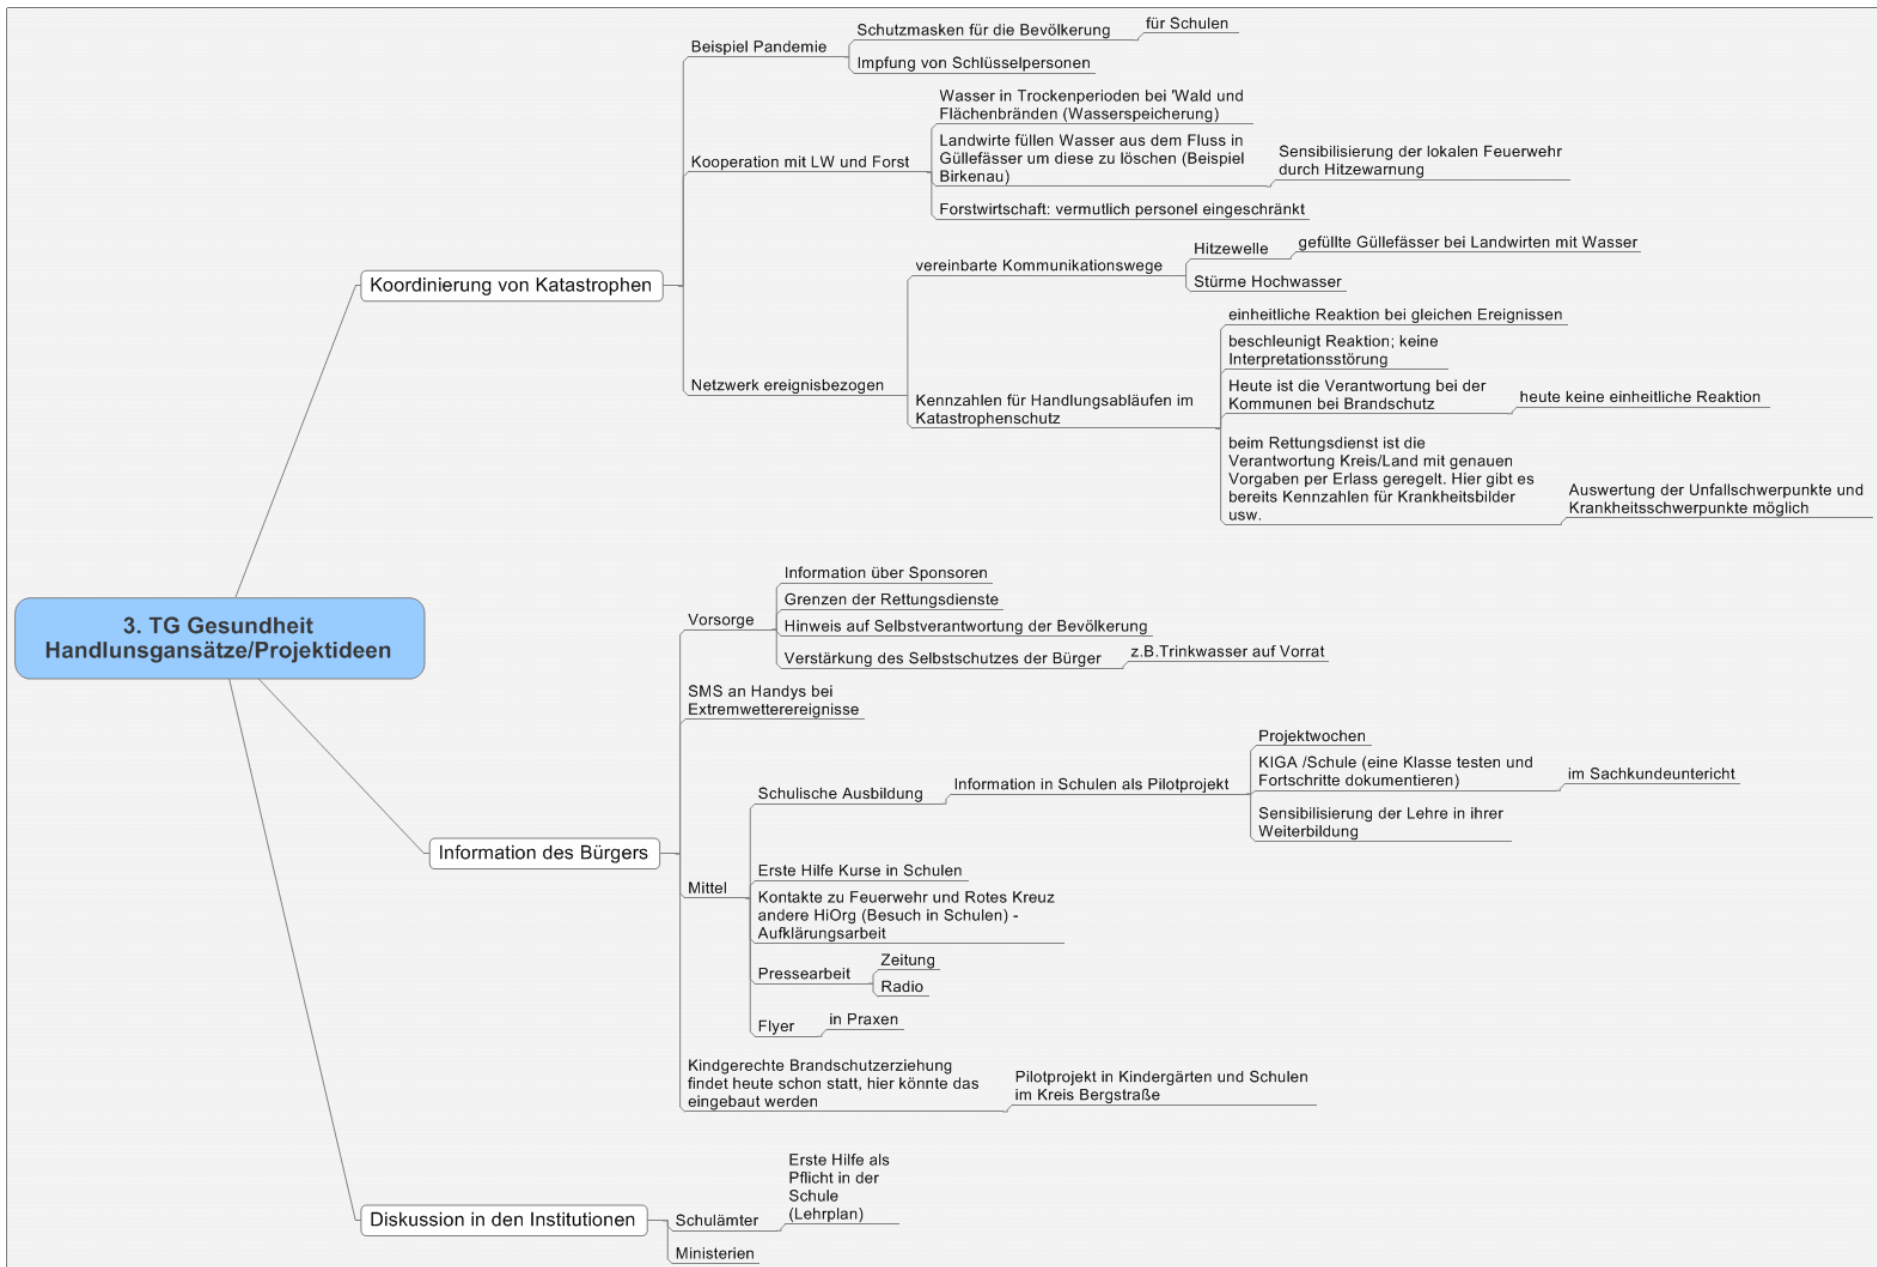 für Schulen
Schutzmasken für die Bevölkerung
Beispiel Pandemie
Impfung von Schlüsselpersonen
Wasser in Trockenperioden bei 'Wald und
Flächenbränden (Wasserspeicherung)
Landwirte füllen Wasser aus dem Fluss in
Güllefässer um diese zu löschen (Beispiel
Birkenau)
Sensibilisierung der lokalen Feuerwehr
durch Hitzewarnung
Kooperation mit LW und Forst
Forstwirtschaft: vermutlich personel eingeschränkt
Koordinierung von Katastrophen
vereinbarte Kommunikationswege
Hitzewelle
gefüllte Güllefässer bei Landwirten mit Wasser
Stürme Hochwasser
Netzwerk ereignisbezogen
Kennzahlen für Handlungsabläufen im
Katastrophenschutz
einheitliche Reaktion bei gleichen Ereignissen
beschleunigt Reaktion; keine
Interpretationsstörung
Heute ist die Verantwortung bei der
Kommunen bei Brandschutz
heute keine einheitliche Reaktion
beim Rettungsdienst ist die
Verantwortung Kreis/Land mit genauen
Vorgaben per Erlass geregelt. Hier gibt es
bereits Kennzahlen für Krankheitsbilder
usw.
Auswertung der Unfallschwerpunkte und
Krankheitsschwerpunkte möglich
3. TG Gesundheit
Handlunsgansätze/Projektideen
Information des Bürgers
Vorsorge
Information über Sponsoren
Grenzen der Rettungsdienste
Hinweis auf Selbstverantwortung der Bevölkerung
Verstärkung des Selbstschutzes der Bürger
z.B.Trinkwasser auf Vorrat
SMS an Handys bei
Extremwetterereignisse
Mittel
Schulische Ausbildung
Information in Schulen als Pilotprojekt
Projektwochen
KIGA /Schule (eine Klasse testen und
Fortschritte dokumentieren)
im Sachkundeuntericht
Sensibilisierung der Lehre in ihrer
Weiterbildung
Erste Hilfe Kurse in Schulen
Kontakte zu Feuerwehr und Rotes Kreuz
andere HiOrg (Besuch in Schulen) -
Aufklärungsarbeit
Pressearbeit
Zeitung
Radio
Flyer
in Praxen
Kindgerechte Brandschutzerziehung
findet heute schon statt, hier könnte das
eingebaut werden
Pilotprojekt in Kindergärten und Schulen
im Kreis Bergstraße
Diskussion in den Institutionen
Schulämter
Erste Hilfe als
Pflicht in der
Schule
(Lehrplan)
Ministerien